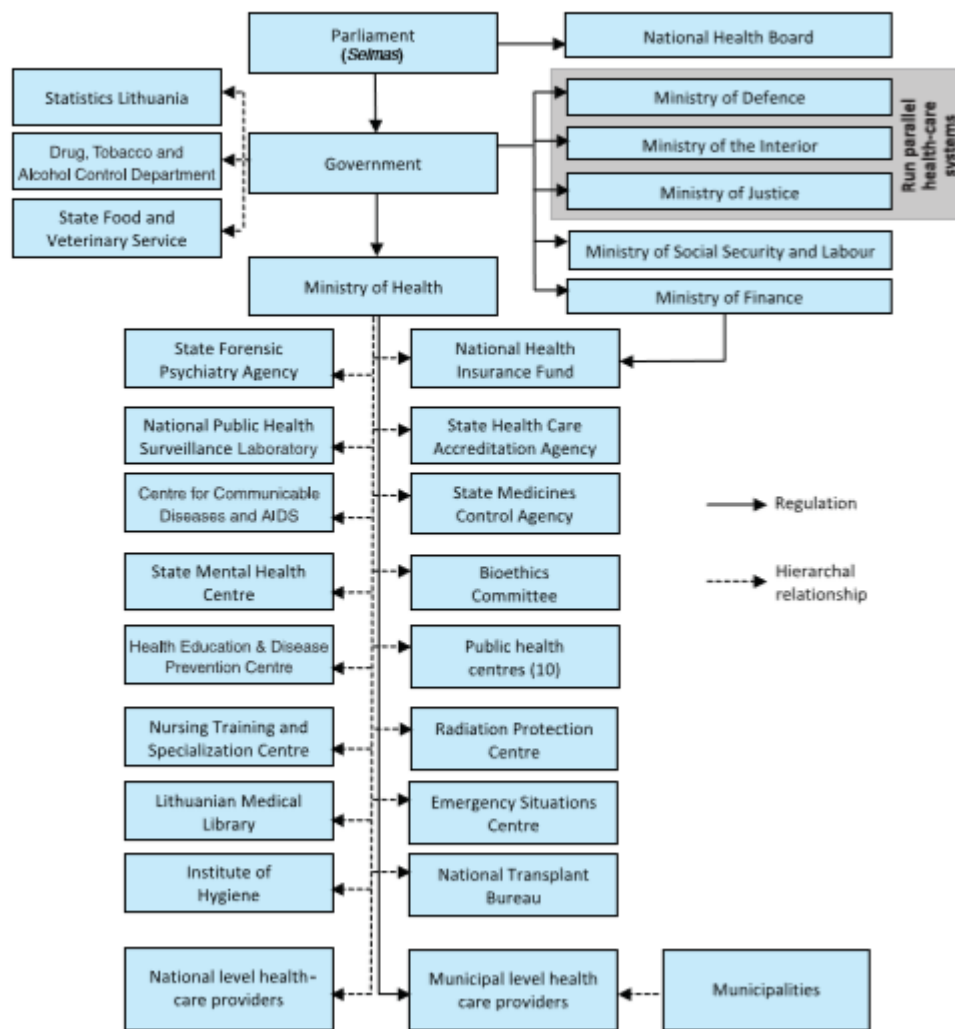 Parliament
(Seimas)
National Health Board
Statistics Lithuania
Drug, Tobacco and
Alcohol Control Department
State Food and
Veterinary Service
Government
Ministry of Defence
Ministry of the Interior
Ministry of Justice
Run parallel
health-care
systems
Ministry of Social Security and Labour
Ministry of Finance
Ministry of Health
State Forensic
Psychiatry Agency
National Health
Insurance Fund
National Public Health
Surveillance Laboratory
State Health Care
Accreditation Agency
Centre for Communicable
Diseases and AIDS
State Medicines
Control Agency
Regulation
State Mental Health
Centre
Bioethics
Committee
Hierarchal
relationship
Health Education & Disease
Prevention Centre
Public health
centres (10)
Nursing Training and
Specialization Centre
Radiation Protection
Centre
Lithuanian Medical
Library
Emergency Situations
Centre
Institute of
Hygiene
National Transplant
Bureau
National level health-
care providers
Municipal level health
care providers
Municipalities